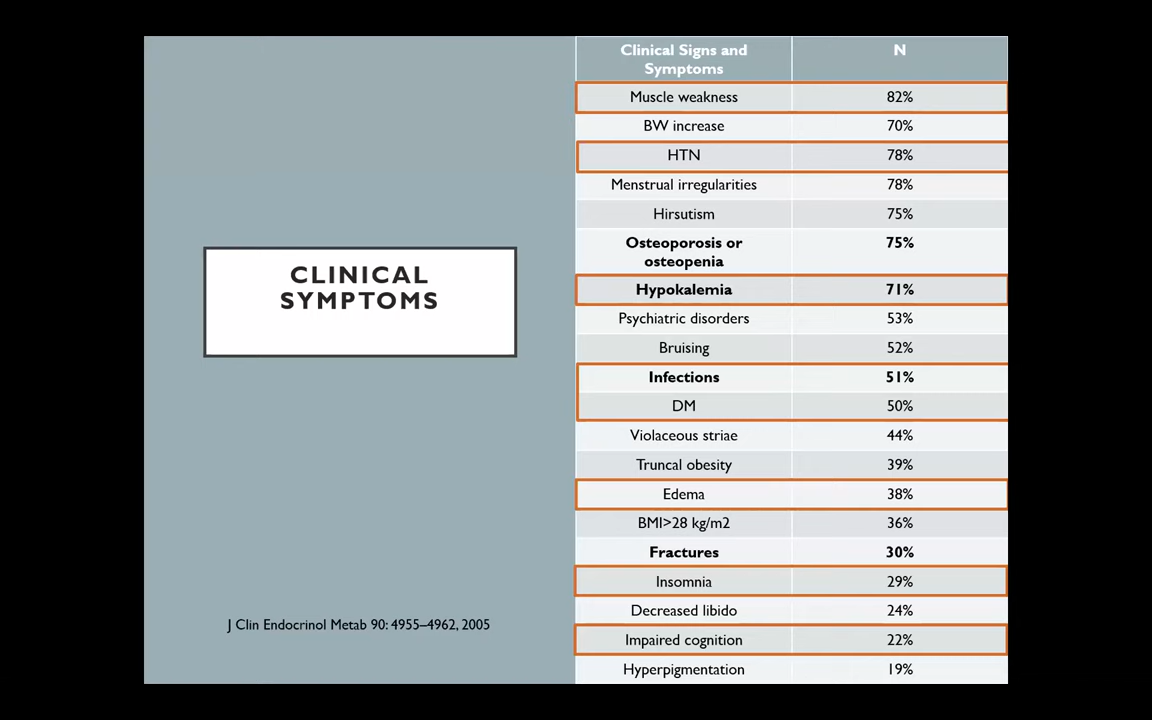 CLINICAL
SYMPTOMS
J Clin Endocrinol Metab 90: 4955–4962, 2005
Clinical Signs and Symptoms N
Muscle weakness 82%
BW increase 70%
HTN 78%
Menstrual irregularities 78%
Hirsutism 75%
Osteoporosis or osteopenia 75%
Hypokalemia 71%
Psychiatric disorders 53%
Bruising 52%
Infections 51%
DM 50%
Violaceous striae 44%
Truncal obesity 39%
Edema 38%
BMI>28 kg/m2 36%
Fractures 30%
Insomnia 29%
Decreased libido 24%
Impaired cognition 22%
Hyperpigmentation 19%